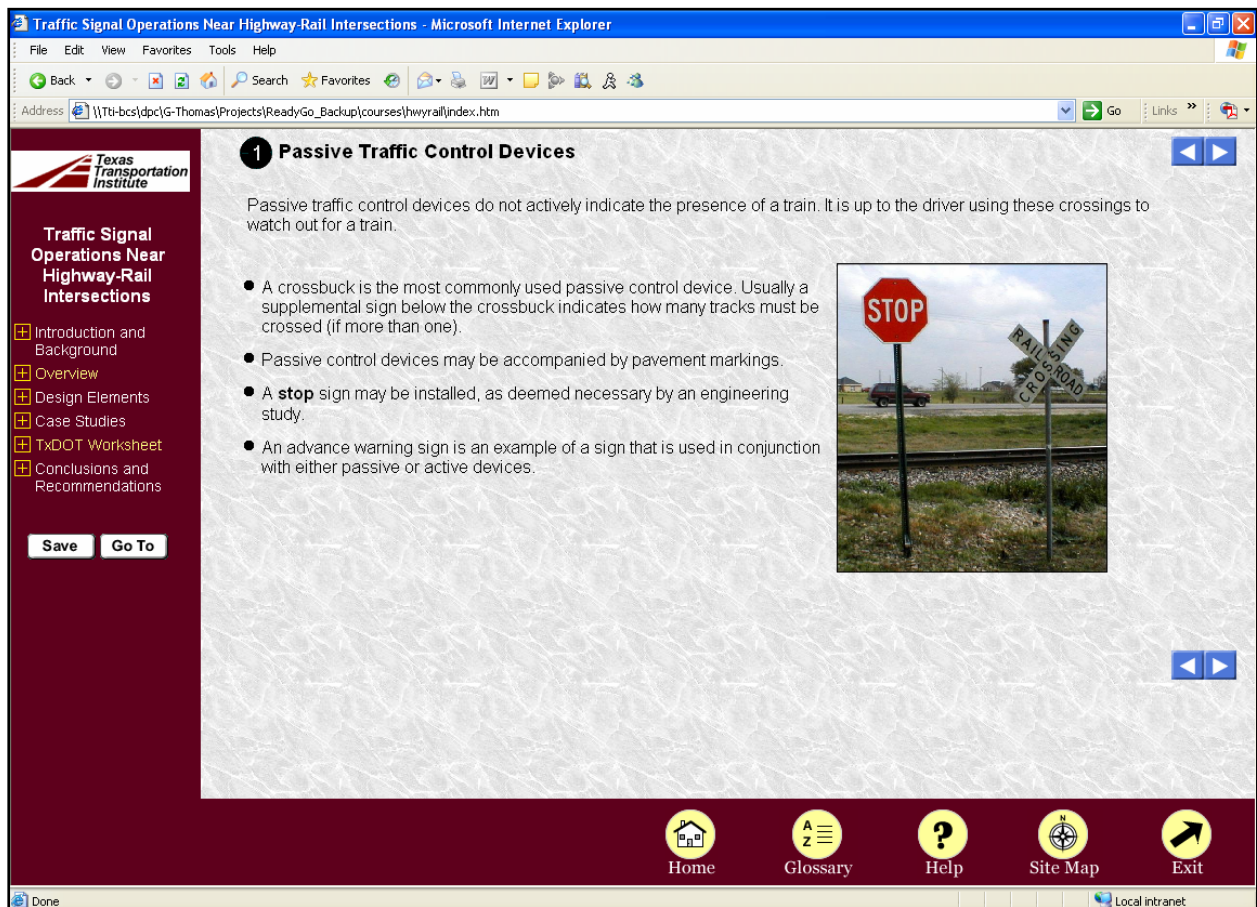 Traffic Signal Operations Near Highway-Rail Intersections - Microsoft Internet Explorer
File Edit View Favorites Tools Help
Back Search Favorites
Address \\Tti-bcs\dpc\G-Thomas\Projects\ReadyGo_Backup\courses\hwyrail\index.htm Go Links »
Texas
Transportation
Institute
Traffic Signal
Operations Near
Highway-Rail
Intersections
Introduction and
Background
Overview
Design Elements
Case Studies
TxDOT Worksheet
Conclusions and
Recommendations
Save Go To
1 Passive Traffic Control Devices
Passive traffic control devices do not actively indicate the presence of a train. It is up to the driver using these crossings to
watch out for a train.
A crossbuck is the most commonly used passive control device. Usually a
supplemental sign below the crossbuck indicates how many tracks must be
crossed (if more than one).
Passive control devices may be accompanied by pavement markings.
A stop sign may be installed, as deemed necessary by an engineering
study.
An advance warning sign is an example of a sign that is used in conjunction
with either passive or active devices.
STOP
RAIL ROAD
CROSSING
A
Z
?
N
Home Glossary Help Site Map Exit
Done Local intranet